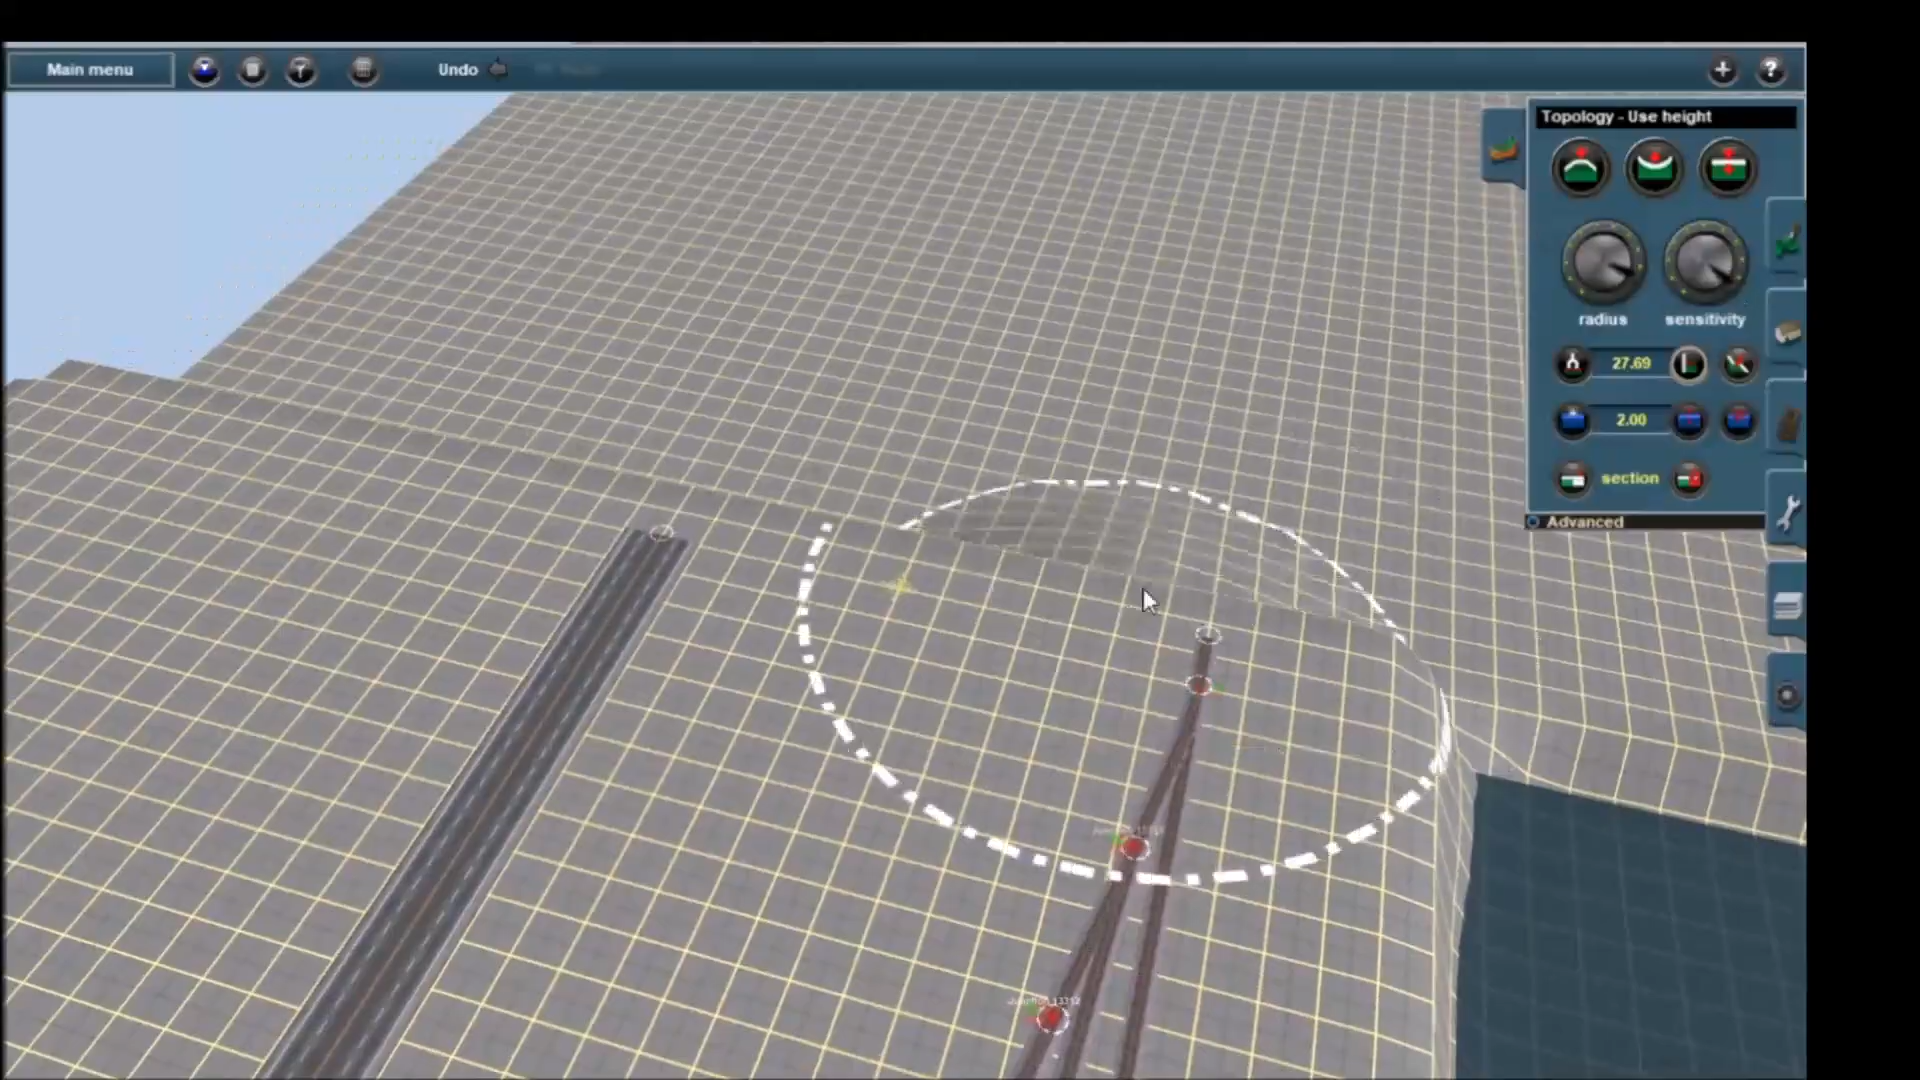 Main menu
Undo
?
Topology - Use height
radius sensitivity
27.69
2.00
section
Advanced